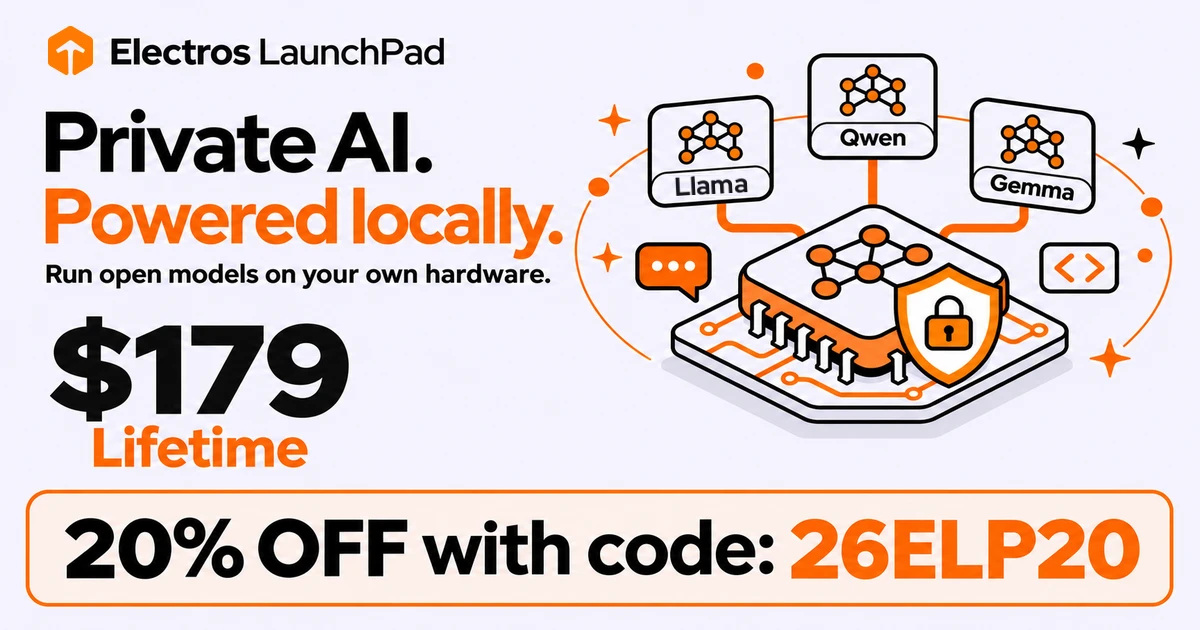 Electros LaunchPad
Private AI.
Powered locally.
Run open models on your own hardware.
$179
Lifetime
Llama
Qwen
Gemma
20% OFF with code: 26ELP20